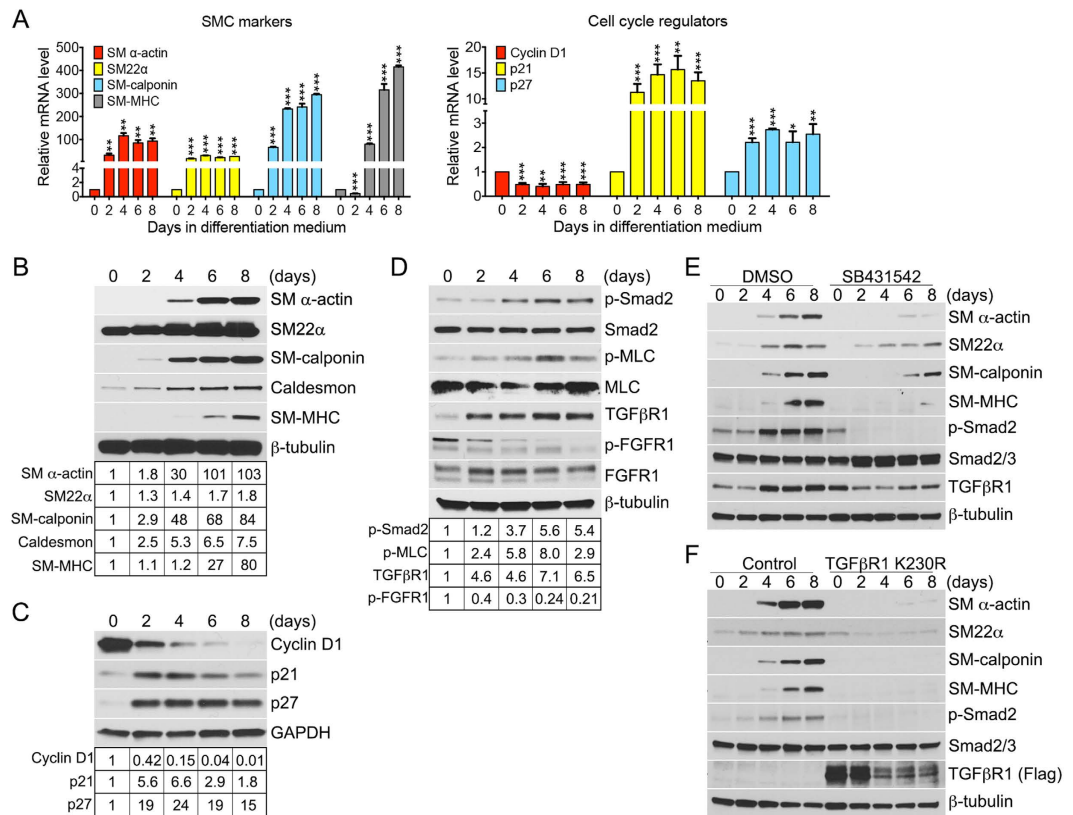 A
SMC markers
Relative mRNA level
500
400
300
200
100
4
2
0
SM α-actin
SM22α
SM-calponin
SM-MHC
** *** ** ** *** *** *** *** *** *** *** *** *** *** *** ***
0 2 4 6 8 0 2 4 6 8 0 2 4 6 8 0 2 4 6 8
Days in differentiation medium
Cell cycle regulators
Relative mRNA level
20
15
10
5
3
2
1
0
Cyclin D1
p21
p27
*** ** *** *** *** *** ** *** ** *** * **
0 2 4 6 8 0 2 4 6 8 0 2 4 6 8
Days in differentiation medium
B
0 2 4 6 8 (days)
SM α-actin
SM22α
SM-calponin
Caldesmon
SM-MHC
β-tubulin
SM α-actin 1 1.8 30 101 103
SM22α 1 1.3 1.4 1.7 1.8
SM-calponin 1 2.9 48 68 84
Caldesmon 1 2.5 5.3 6.5 7.5
SM-MHC 1 1.1 1.2 27 80
C
0 2 4 6 8 (days)
Cyclin D1
p21
p27
GAPDH
Cyclin D1 1 0.42 0.15 0.04 0.01
p21 1 5.6 6.6 2.9 1.8
p27 1 19 24 19 15
D
0 2 4 6 8 (days)
p-Smad2
Smad2
p-MLC
MLC
TGFβR1
p-FGFR1
FGFR1
β-tubulin
p-Smad2 1 1.2 3.7 5.6 5.4
p-MLC 1 2.4 5.8 8.0 2.9
TGFβR1 1 4.6 4.6 7.1 6.5
p-FGFR1 1 0.4 0.3 0.24 0.21
E
DMSO SB431542
0 2 4 6 8 0 2 4 6 8 (days)
SM α-actin
SM22α
SM-calponin
SM-MHC
p-Smad2
Smad2/3
TGFβR1
β-tubulin
F
Control TGFβR1 K230R
0 2 4 6 8 0 2 4 6 8 (days)
SM α-actin
SM22α
SM-calponin
SM-MHC
p-Smad2
Smad2/3
TGFβR1 (Flag)
β-tubulin